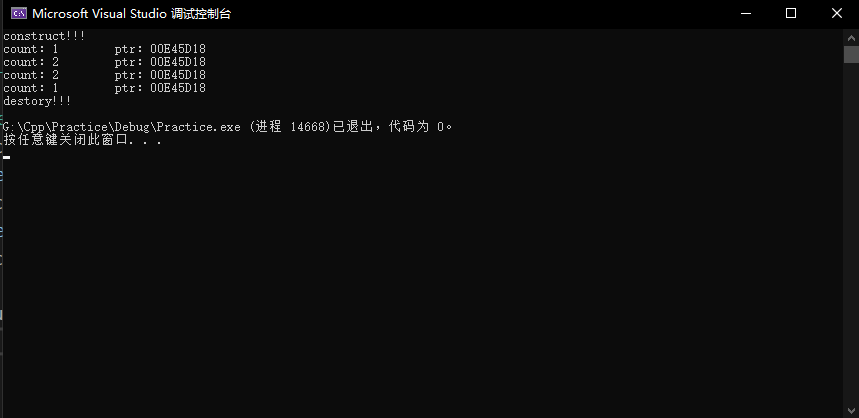 Microsoft Visual Studio 调试控制台
construct!!!
count: 1 ptr: 00E45D18
count: 2 ptr: 00E45D18
count: 2 ptr: 00E45D18
count: 1 ptr: 00E45D18
destory!!!
G:\Cpp\Practice\Debug\Practice.exe (进程 14668)已退出，代码为 0。
按任意键关闭此窗口. . .